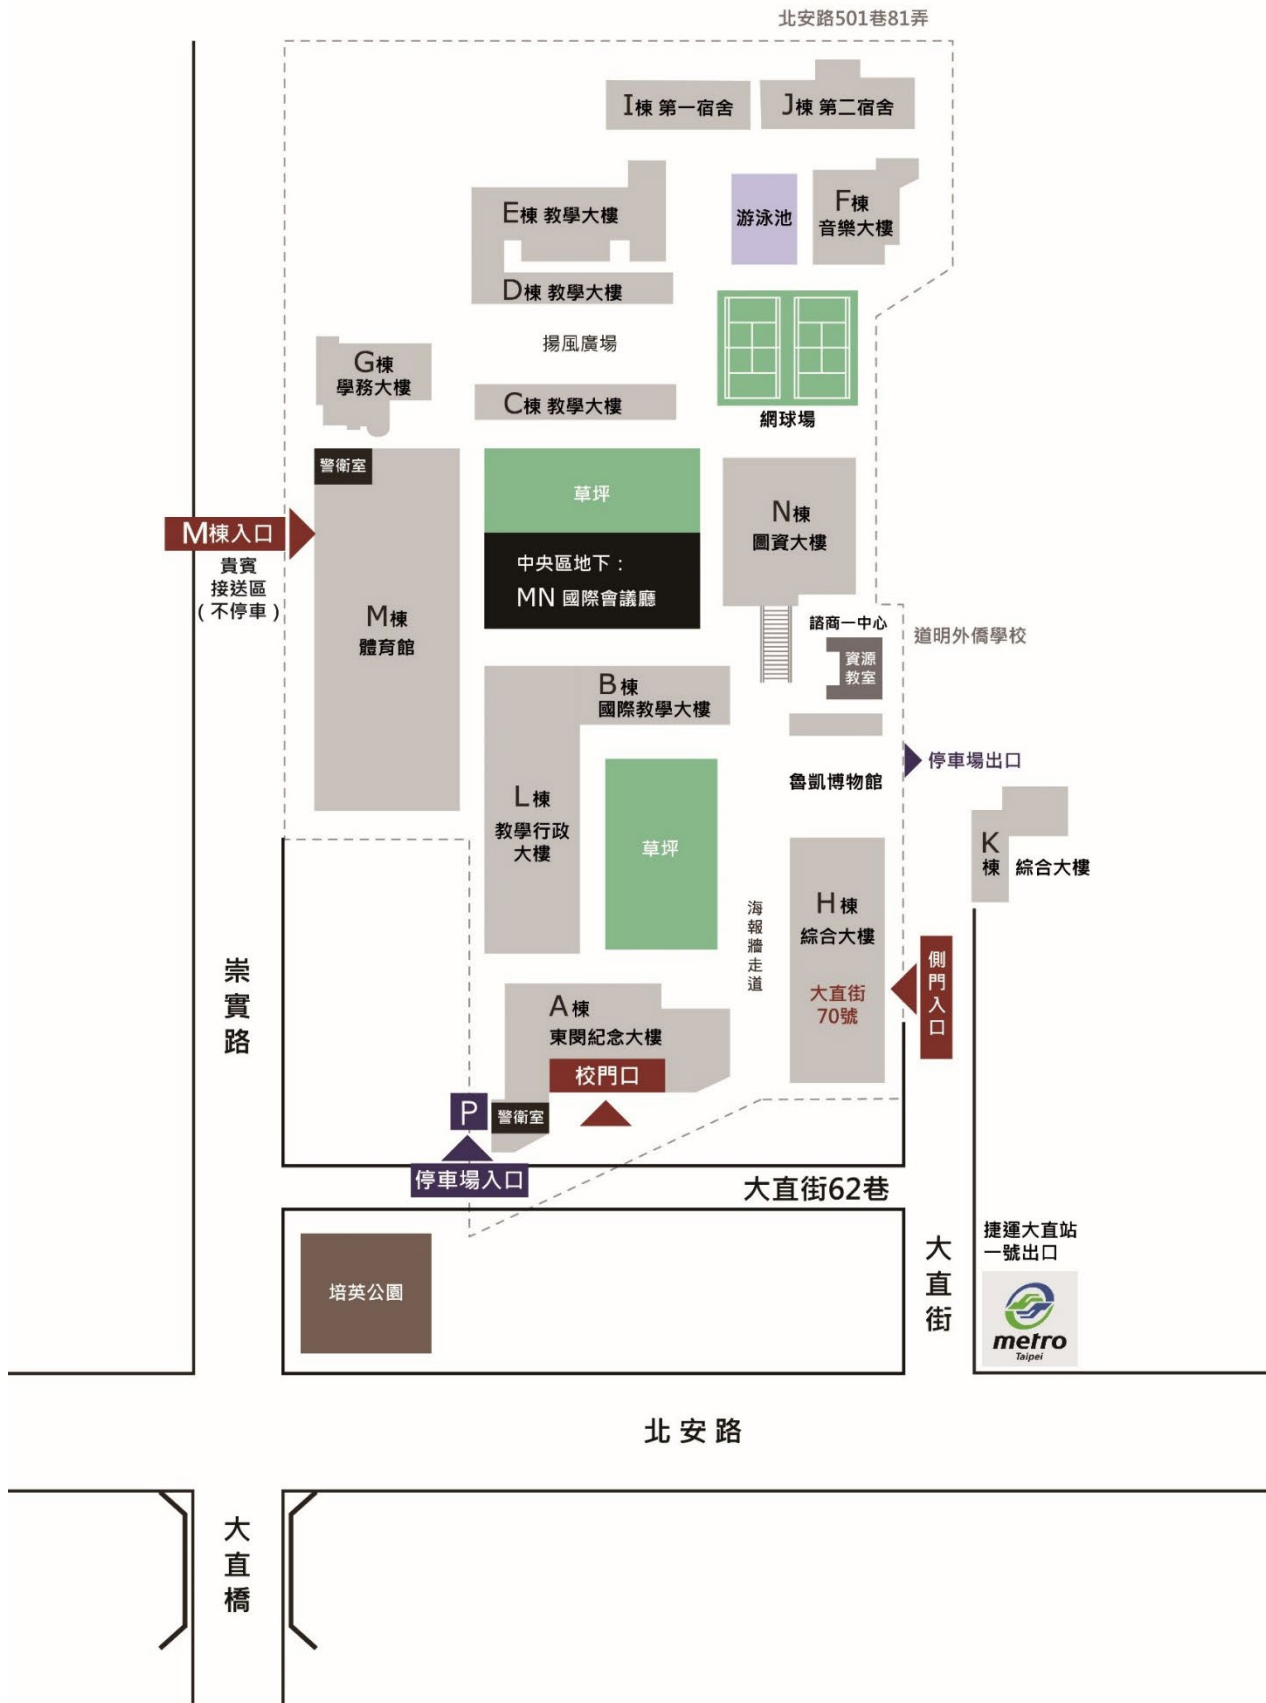 北安路501巷81弄
I棟 第一宿舍
J棟 第二宿舍
E棟 教學大樓
游泳池
F棟
音樂大樓
D棟 教學大樓
揚風廣場
G棟
學務大樓
C棟 教學大樓
網球場
警衛室
草坪
M棟入口
貴賓
接送區
(不停車)
N棟
圖資大樓
中央區地下：
MN 國際會議廳
M棟
體育館
諮商一中心
資源
教室
道明外僑學校
B棟
國際教學大樓
停車場出口
魯凱博物館
L棟
教學行政
大樓
草坪
K
棟 綜合大樓
海報牆走道
H棟
綜合大樓
大直街
70號
側門入口
崇實路
A棟
東閔紀念大樓
校門口
P
警衛室
停車場入口
大直街62巷
培英公園
大直街
捷運大直站
一號出口
metro
Taipei
北安路
大直橋